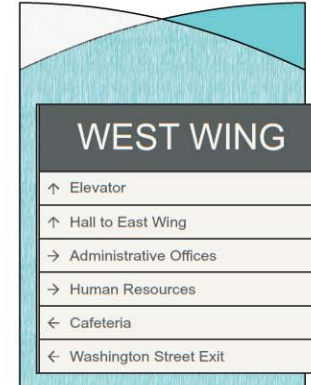 WEST WING
↑ Elevator
↑ Hall to East Wing
→ Administrative Offices
→ Human Resources
← Cafeteria
← Washington Street Exit